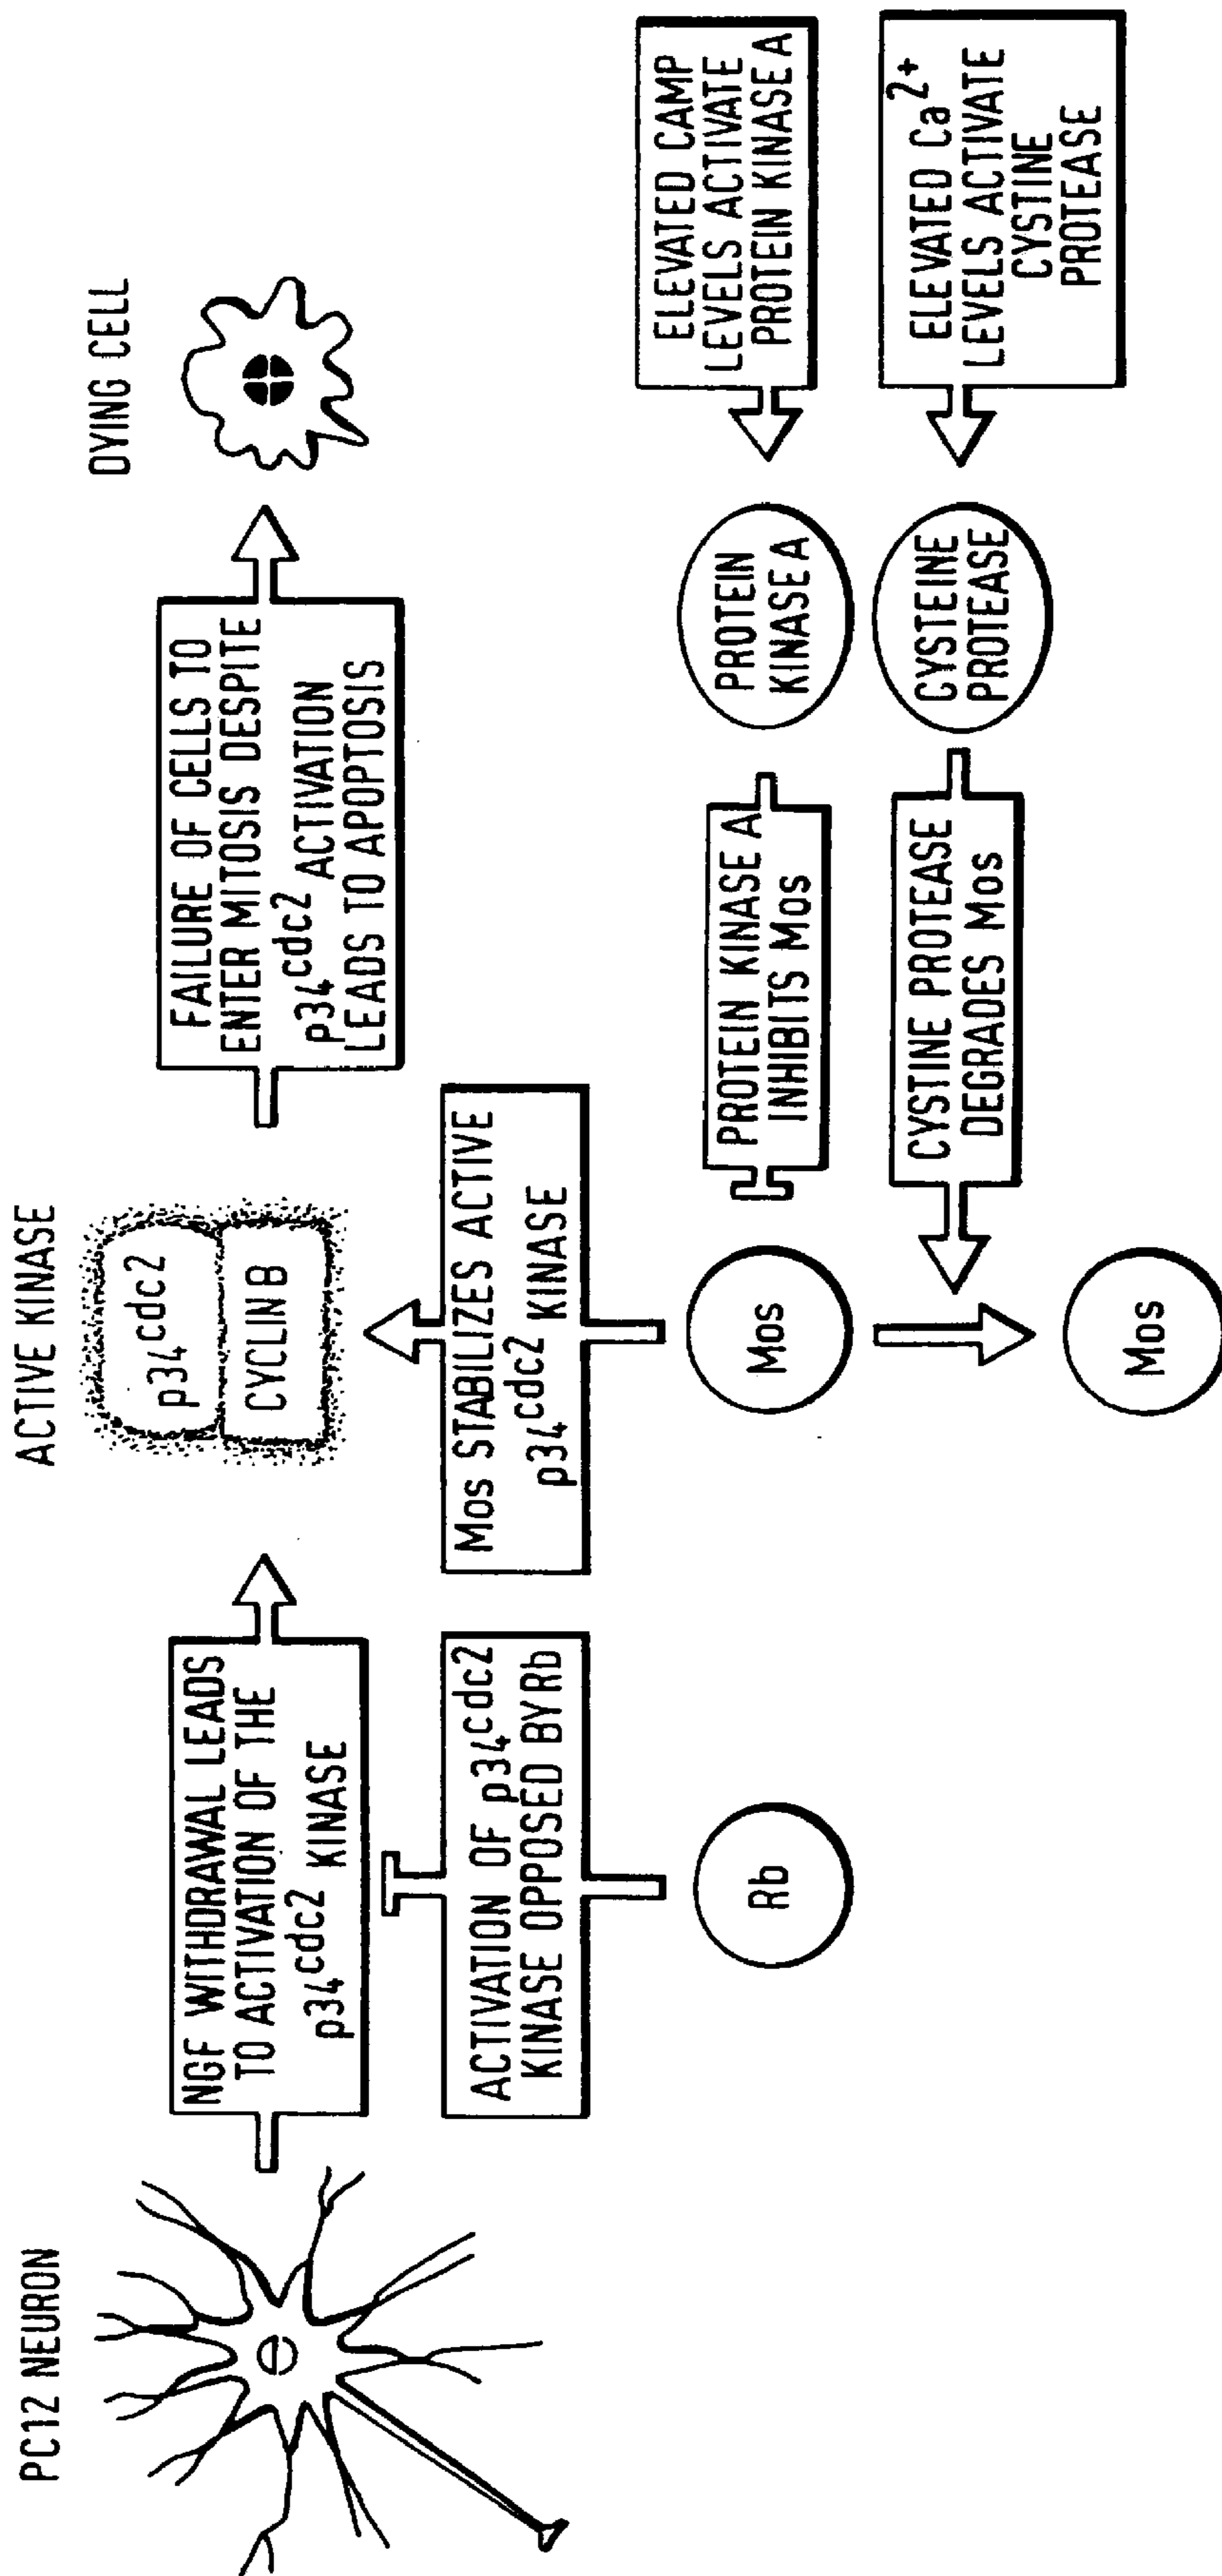 PC12 NEURON
NGF WITHDRAWAL LEADS
TO ACTIVATION OF THE
p34cdc2 KINASE
ACTIVATION OF p34cdc2
KINASE OPPOSED BY Rb
Rb
ACTIVE KINASE
p34cdc2
CYCLIN B
Mos STABILIZES ACTIVE
p34cdc2 KINASE
Mos
Mos
FAILURE OF CELLS TO
ENTER MITOSIS DESPITE
p34cdc2 ACTIVATION
LEADS TO APOPTOSIS
DYING CELL
PROTEIN KINASE A
INHIBITS Mos
CYSTINE PROTEASE
DEGRADES Mos
PROTEIN
KINASE A
CYSTEINE
PROTEASE
ELEVATED CAMP
LEVELS ACTIVATE
PROTEIN KINASE A
ELEVATED Ca2+
LEVELS ACTIVATE
CYSTINE
PROTEASE